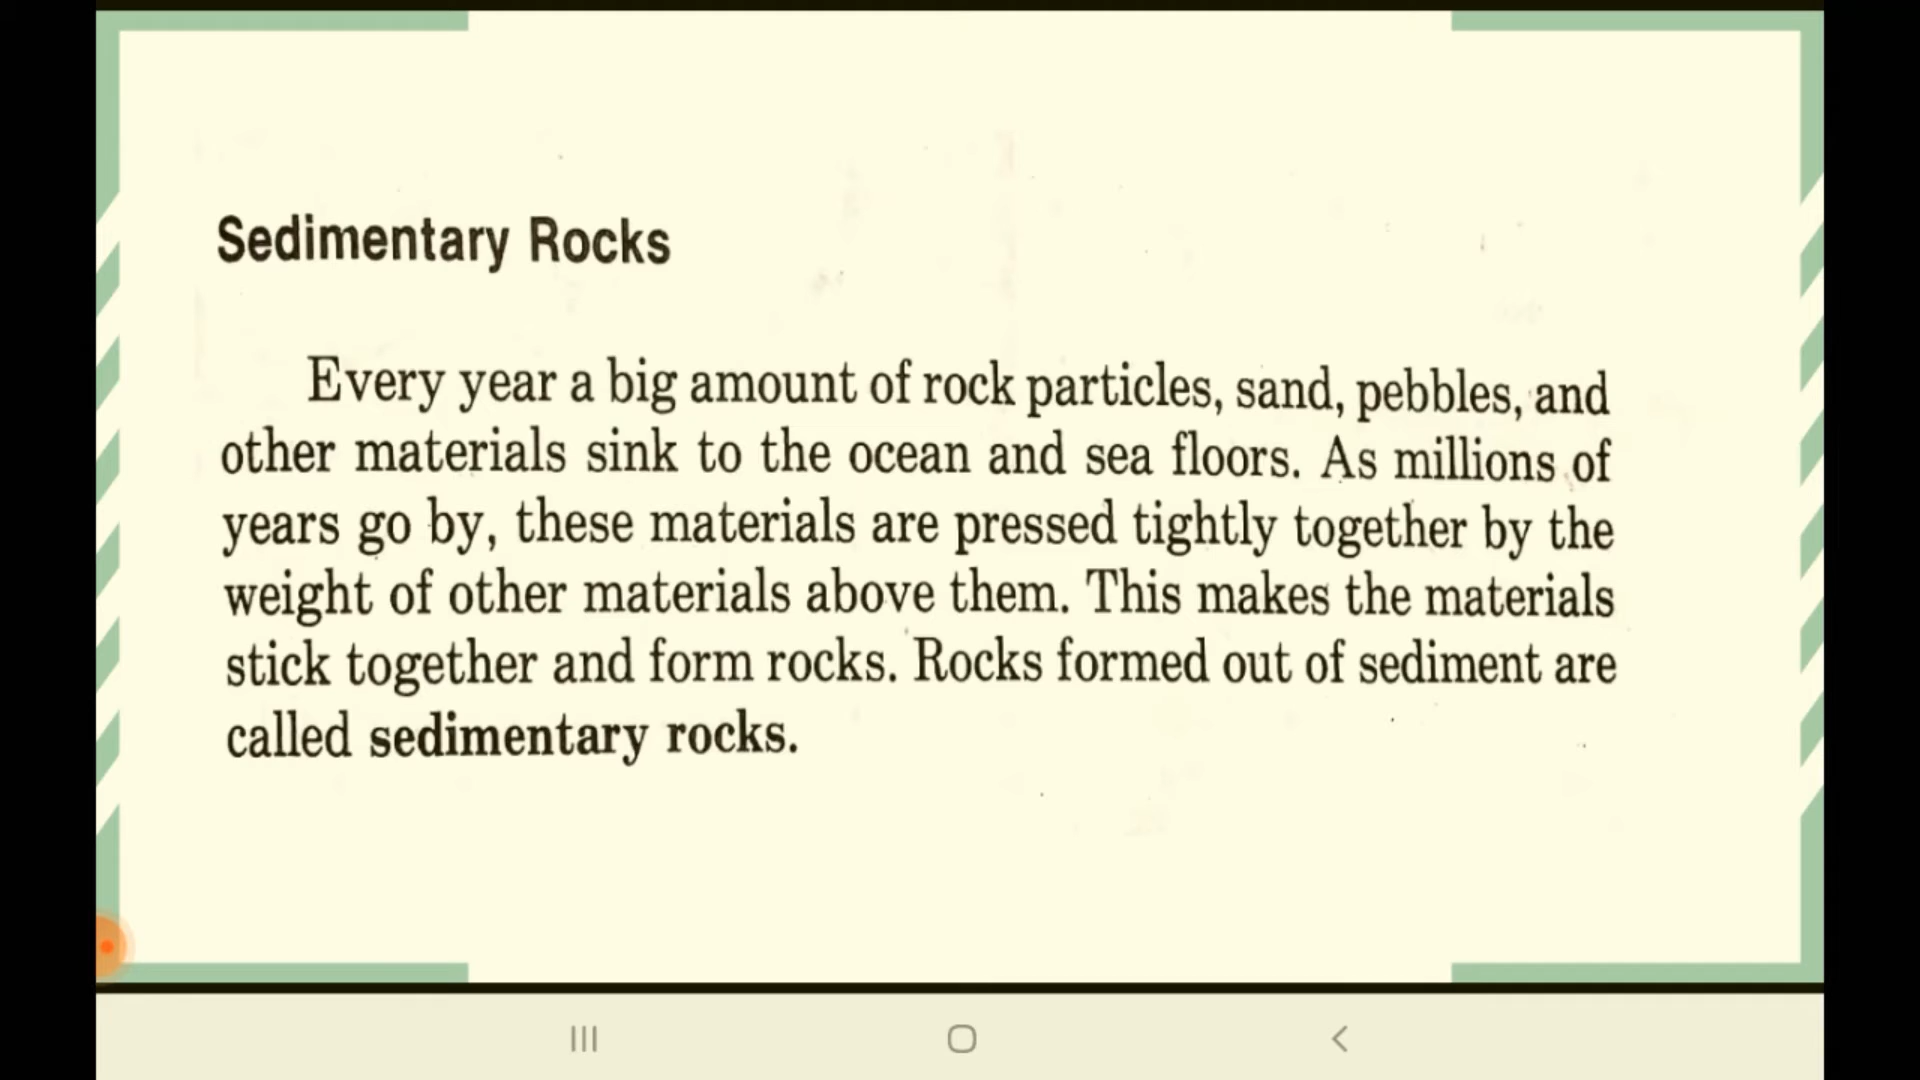 Sedimentary Rocks
Every year a big amount of rock particles, sand, pebbles, and
other materials sink to the ocean and sea floors. As millions of
years go by, these materials are pressed tightly together by the
weight of other materials above them. This makes the materials
stick together and form rocks. Rocks formed out of sediment are
called sedimentary rocks.